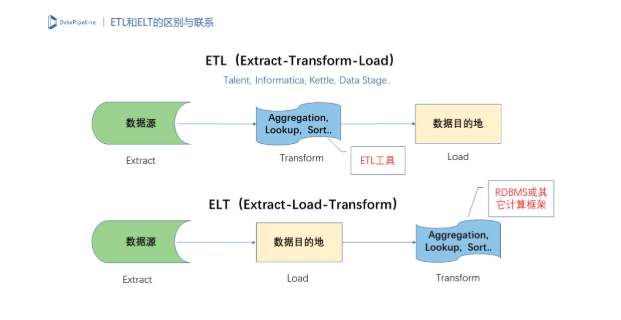 DataPipeline | ETL和ELT的区别与联系
ETL（Extract-Transform-Load）
Talent, Informatica, Kettle, Data Stage..
数据源
Aggregation,
Lookup, Sort..
数据目的地
Extract
Transform
Load
ETL工具
ELT（Extract-Load-Transform）
RDBMS或其
它计算框架
数据源
数据目的地
Aggregation,
Lookup, Sort..
Extract
Load
Transform